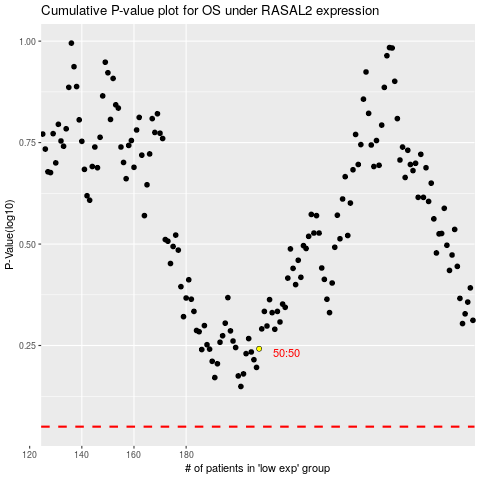 Cumulative P-value plot for OS under RASAL2 expression
P-Value(log10)
1.00
0.75
0.50
0.25
50:50
120 140 160 180
# of patients in 'low exp' group